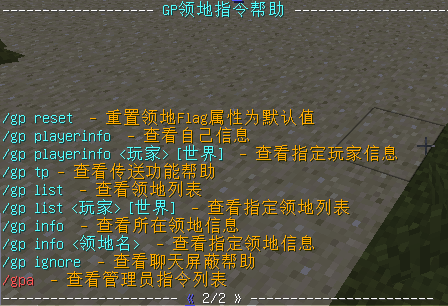 GP领地指令帮助
/gp reset - 重置领地Flag属性为默认值
/gp playerinfo - 查看自己信息
/gp playerinfo <玩家> [世界] - 查看指定玩家信息
/gp tp - 查看传送功能帮助
/gp list - 查看领地列表
/gp list <玩家> [世界] - 查看指定领地列表
/gp info - 查看所在领地信息
/gp info <领地名> - 查看指定领地信息
/gp ignore - 查看聊天屏蔽帮助
/gpa - 查看管理员指令列表
« 2/2 »